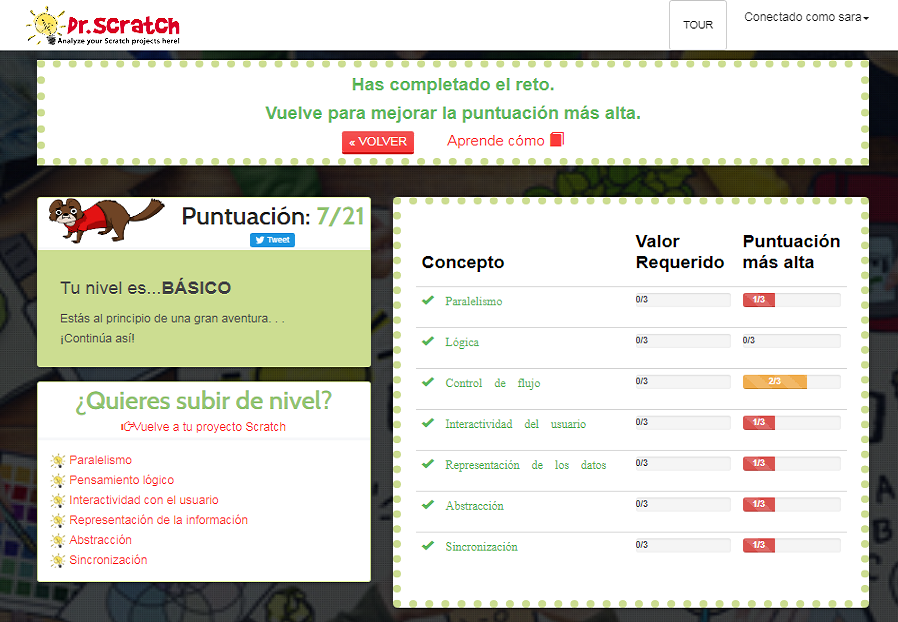 Dr.Scratch
Analyze your Scratch projects here!
TOUR
Conectado como sara
Has completado el reto.
Vuelve para mejorar la puntuación más alta.
« VOLVER
Aprende cómo
Puntuación: 7/21
Tweet
Tu nivel es...BÁSICO
Estás al principio de una gran aventura. . .
¡Continúa así!
¿Quieres subir de nivel?
Vuelve a tu proyecto Scratch
Paralelismo
Pensamiento lógico
Interactividad con el usuario
Representación de la información
Abstracción
Sincronización
Concepto Valor Requerido Puntuación más alta
Paralelismo 0/3 1/3
Lógica 0/3 0/3
Control de flujo 0/3 2/3
Interactividad del usuario 0/3 1/3
Representación de los datos 0/3 1/3
Abstracción 0/3 1/3
Sincronización 0/3 1/3